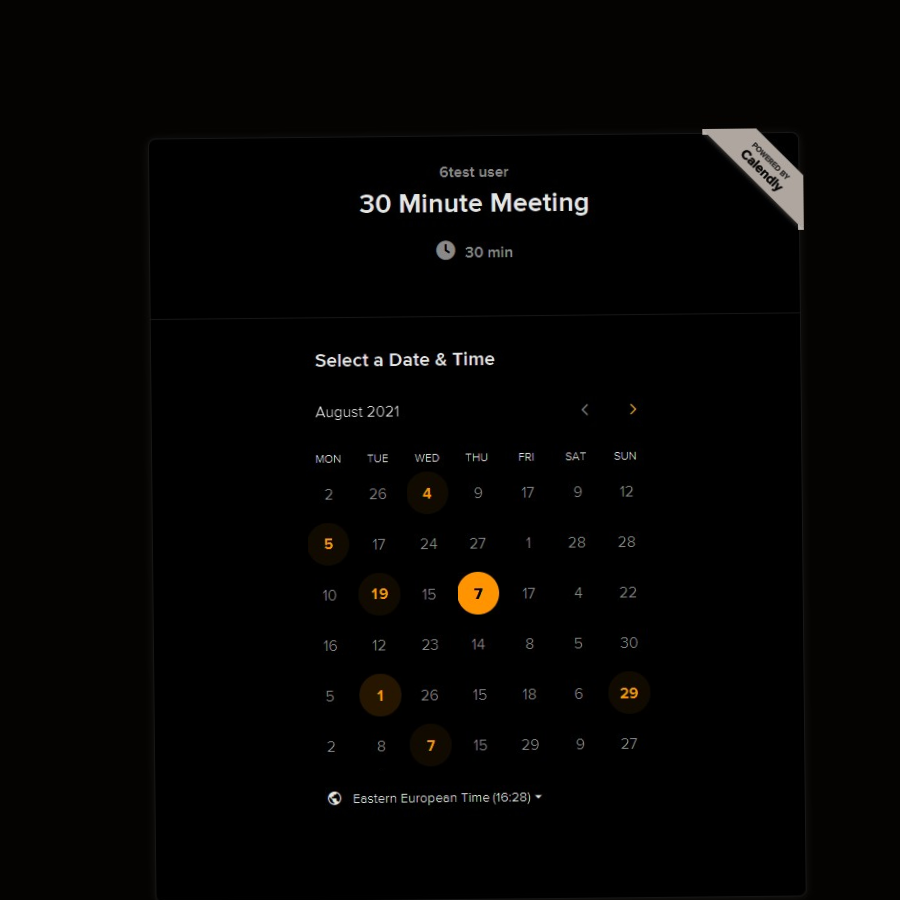 POWERED BY
Calendly
6test user
30 Minute Meeting
30 min
Select a Date & Time
August 2021
MON TUE WED THU FRI SAT SUN
2 26 4 9 17 9 12
5 17 24 27 1 28 28
10 19 15 7 17 4 22
16 12 23 14 8 5 30
5 1 26 15 18 6 29
2 8 7 15 29 9 27
Eastern European Time (16:28)